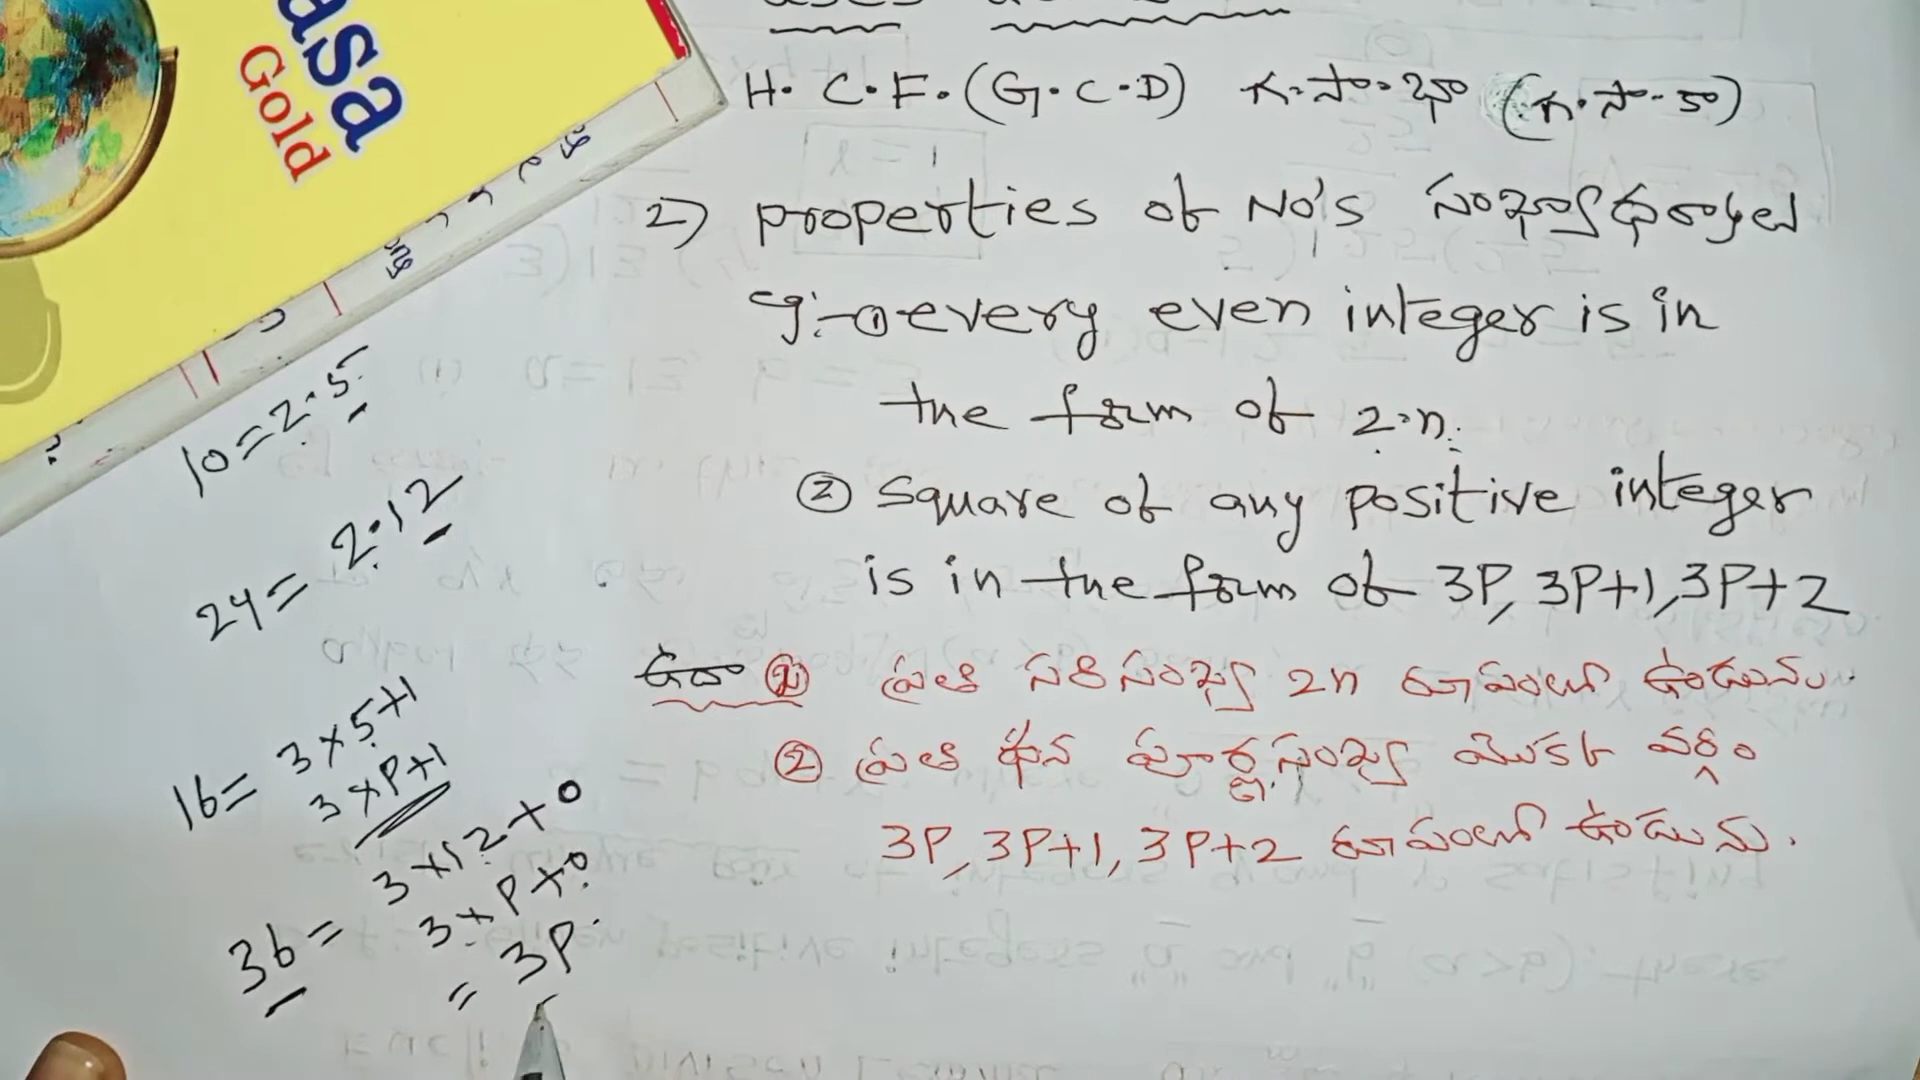 asa
Gold
H. C. F. (G.C.D) గ.సా.భా (గ.సా.కా)
2) properties of No's సంఖ్యాధర్మాలు
eg:-① every even integer is in
the form of 2.n.
② square of any positive integer
is in the form of 3P, 3P+1, 3P+2
ఉదా ① ప్రతి సరిసంఖ్య 2n రూపంలో ఉండును.
② ప్రతి ధన పూర్ణసంఖ్య యొక్క వర్గం
3P, 3P+1, 3P+2 రూపంలో ఉండును.
10=2.5
24=2.12
16=3×5+1
3×P+1
36=3×12+0
3×P+0
=3P